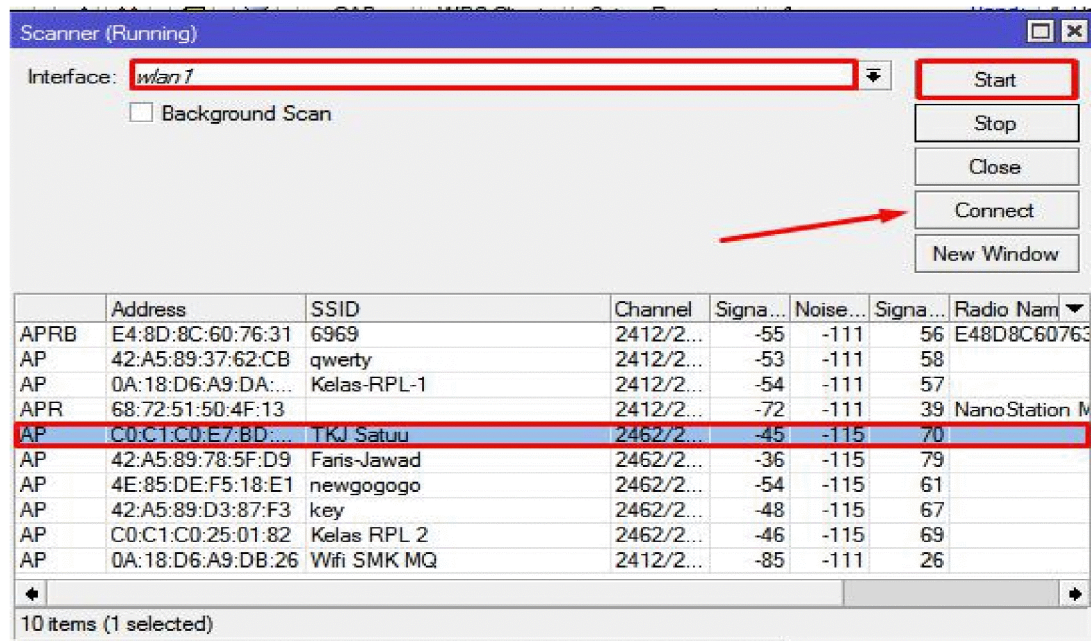 Scanner (Running)
Interface: wlan1
Start
Background Scan
Stop
Close
Connect
New Window
Address SSID Channel Signa... Noise... Signa... Radio Nam
APRB E4:8D:8C:60:76:31 6969 2412/2... -55 -111 56 E48D8C60763
AP 42:A5:89:37:62:CB qwerty 2412/2... -53 -111 58
AP 0A:18:D6:A9:DA:... Kelas-RPL-1 2412/2... -54 -111 57
APR 68:72:51:50:4F:13 2412/2... -72 -111 39 NanoStation M
AP C0:C1:C0:E7:BD:... TKJ Satuu 2462/2... -45 -115 70
AP 42:A5:89:78:5F:D9 Faris-Jawad 2462/2... -36 -115 79
AP 4E:85:DE:F5:18:E1 newgogogo 2462/2... -54 -115 61
AP 42:A5:89:D3:87:F3 key 2462/2... -48 -115 67
AP C0:C1:C0:25:01:82 Kelas RPL 2 2462/2... -46 -115 69
AP 0A:18:D6:A9:DB:26 Wifi SMK MQ 2412/2... -85 -111 26
10 items (1 selected)